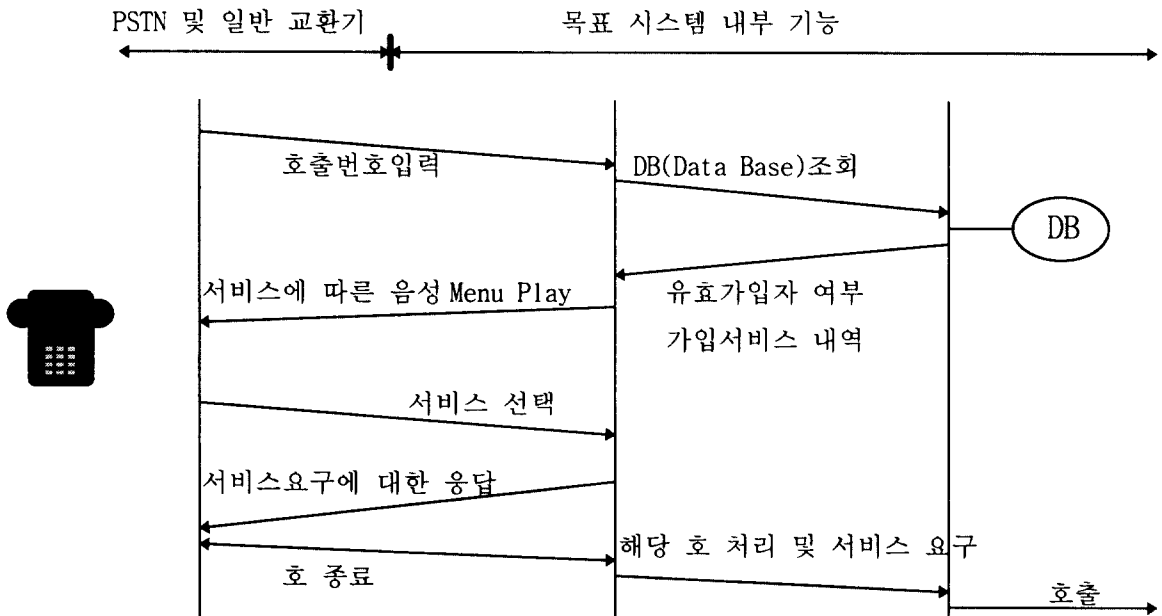 PSTN 및 일반 교환기
목표 시스템 내부 기능
호출번호입력
DB(Data Base)조회
DB
서비스에 따른 음성 Menu Play
유효가입자 여부
가입서비스 내역
서비스 선택
서비스요구에 대한 응답
해당 호 처리 및 서비스 요구
호 종료
호출